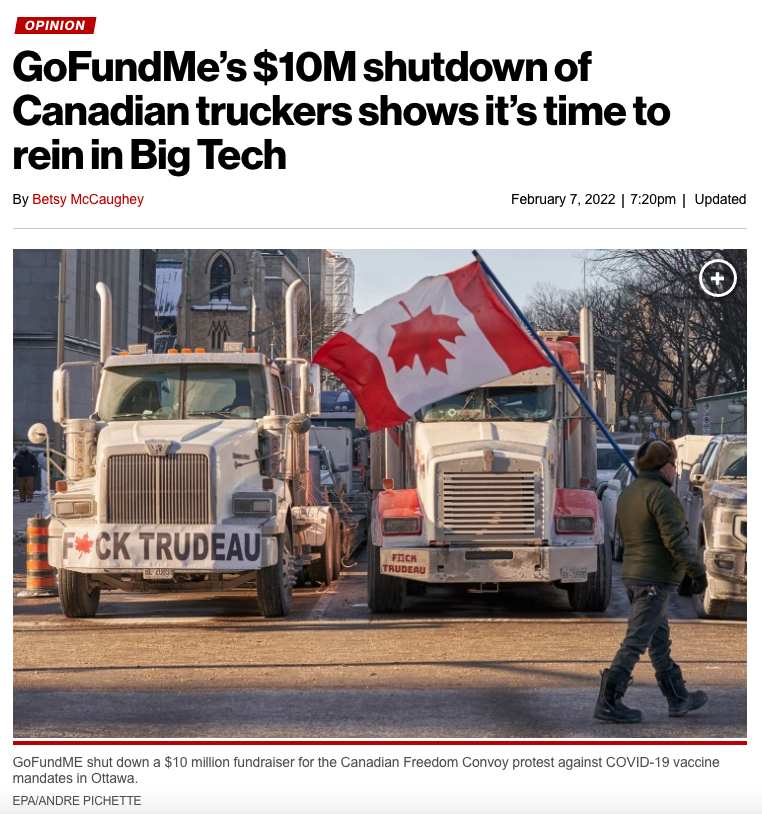 OPINION
GoFundMe's $10M shutdown of
Canadian truckers shows it's time to
rein in Big Tech
By Betsy McCaughey
February 7, 2022 | 7:20pm | Updated
F CK TRUDEAU
F CK
TRUDEAU
GoFundME shut down a $10 million fundraiser for the Canadian Freedom Convoy protest against COVID-19 vaccine
mandates in Ottawa.
EPA/ANDRE PICHETTE